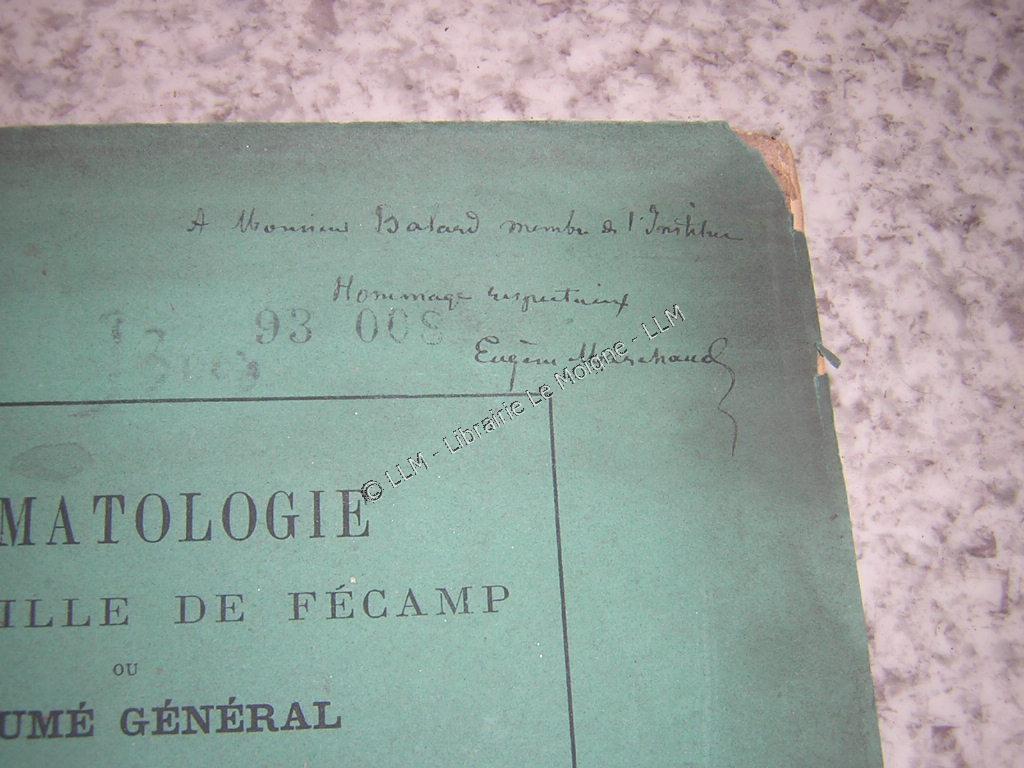 A Monsieur Balard membre de l'Institut
Hommage respectueux
93 008
Eugène Marchand
© LLM - Librairie Le Moigne - LLM
MATOLOGIE
ILLE DE FÉCAMP
OU
UMÉ GÉNÉRAL